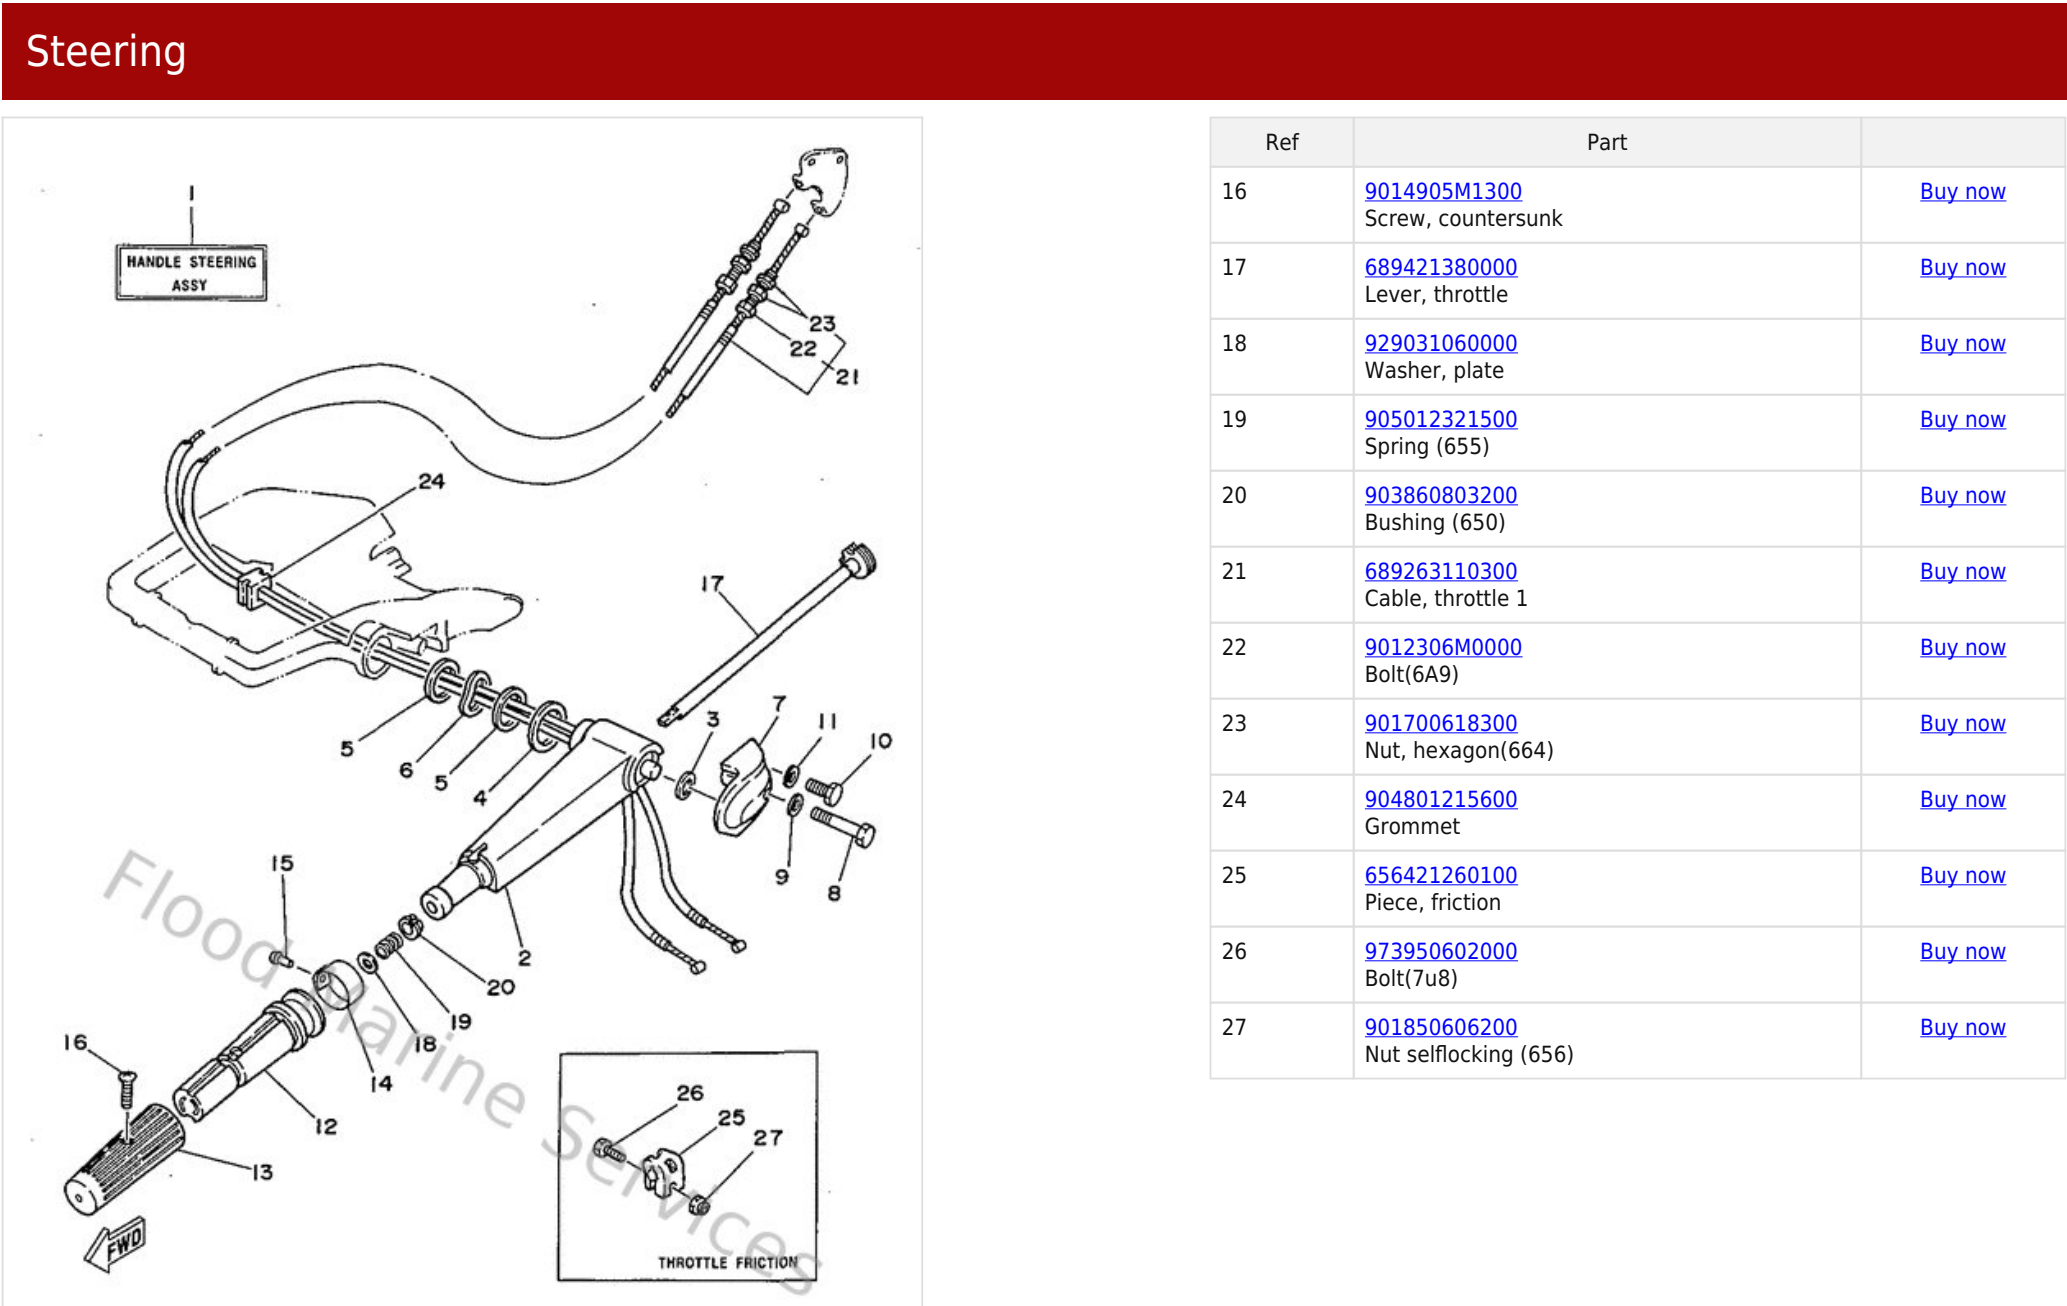 Steering
1
HANDLE STEERING
ASSY
23
22
21
24
17
5
6
5
4
3
7
11
10
9
8
15
2
20
19
18
16
14
12
13
FWD
26
25
27
THROTTLE FRICTION
Flood Marine Services
Ref Part
16 9014905M1300 Buy now
Screw, countersunk
17 689421380000 Buy now
Lever, throttle
18 929031060000 Buy now
Washer, plate
19 905012321500 Buy now
Spring (655)
20 903860803200 Buy now
Bushing (650)
21 689263110300 Buy now
Cable, throttle 1
22 9012306M0000 Buy now
Bolt(6A9)
23 901700618300 Buy now
Nut, hexagon(664)
24 904801215600 Buy now
Grommet
25 656421260100 Buy now
Piece, friction
26 973950602000 Buy now
Bolt(7u8)
27 901850606200 Buy now
Nut selflocking (656)